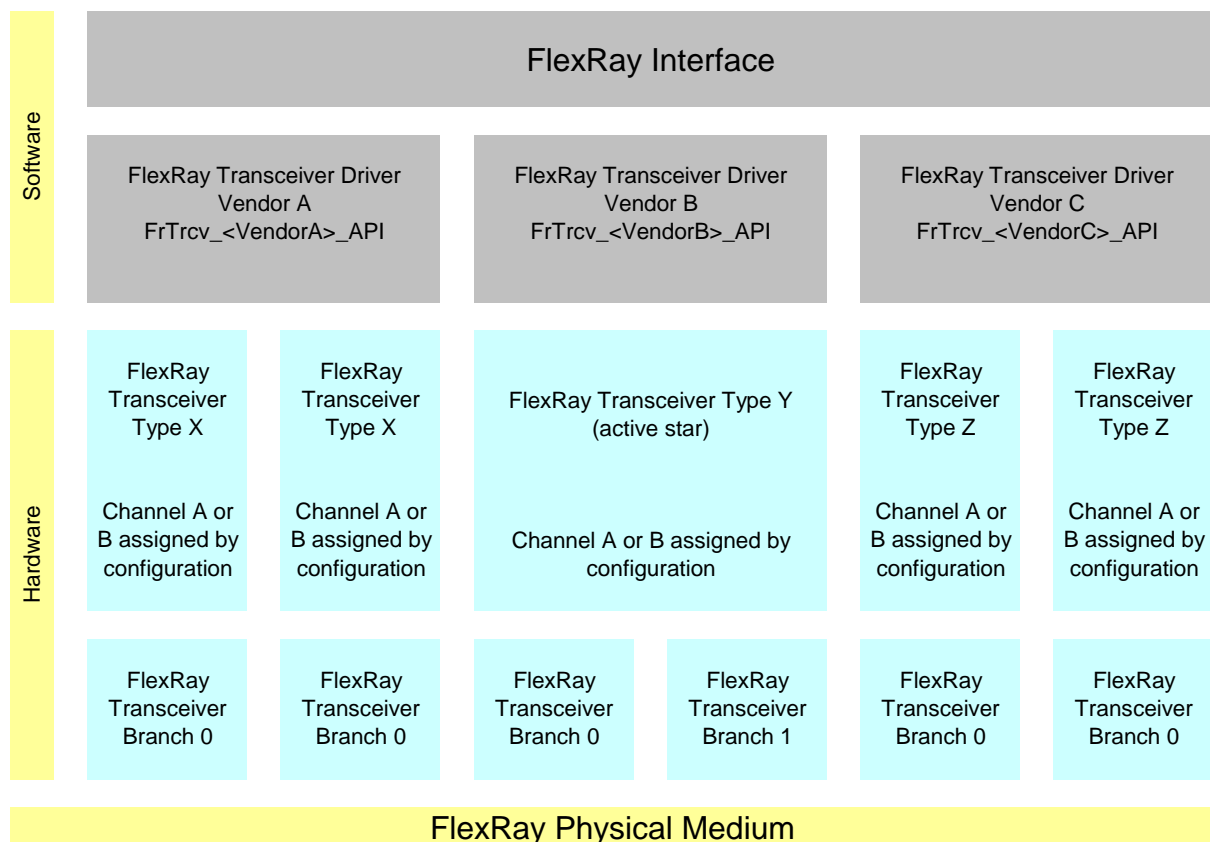 FlexRay Interface
Software
FlexRay Transceiver Driver
Vendor A
FrTrcv_<VendorA>_API
FlexRay Transceiver Driver
Vendor B
FrTrcv_<VendorB>_API
FlexRay Transceiver Driver
Vendor C
FrTrcv_<VendorC>_API
Hardware
FlexRay
Transceiver
Type X
Channel A or
B assigned by
configuration
FlexRay
Transceiver
Type X
Channel A or
B assigned by
configuration
FlexRay Transceiver Type Y
(active star)
Channel A or B assigned by
configuration
FlexRay
Transceiver
Type Z
Channel A or
B assigned by
configuration
FlexRay
Transceiver
Type Z
Channel A or
B assigned by
configuration
FlexRay
Transceiver
Branch 0
FlexRay
Transceiver
Branch 0
FlexRay
Transceiver
Branch 0
FlexRay
Transceiver
Branch 1
FlexRay
Transceiver
Branch 0
FlexRay
Transceiver
Branch 0
FlexRay Physical Medium